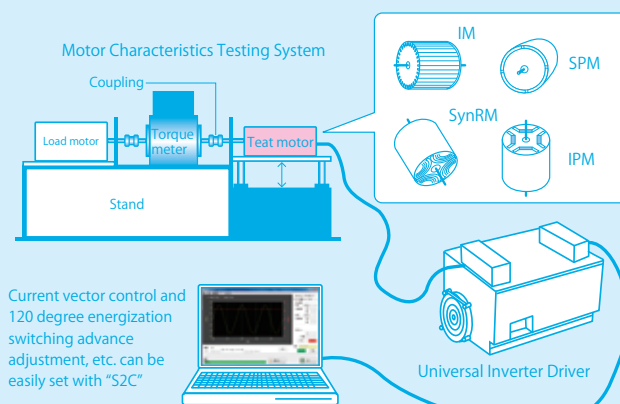 Motor Characteristics Testing System
Coupling
Load motor
Torque
meter
Teat motor
Stand
IM
SPM
SynRM
IPM
Current vector control and
120 degree energization
switching advance
adjustment, etc. can be
easily set with “S2C”
Universal Inverter Driver